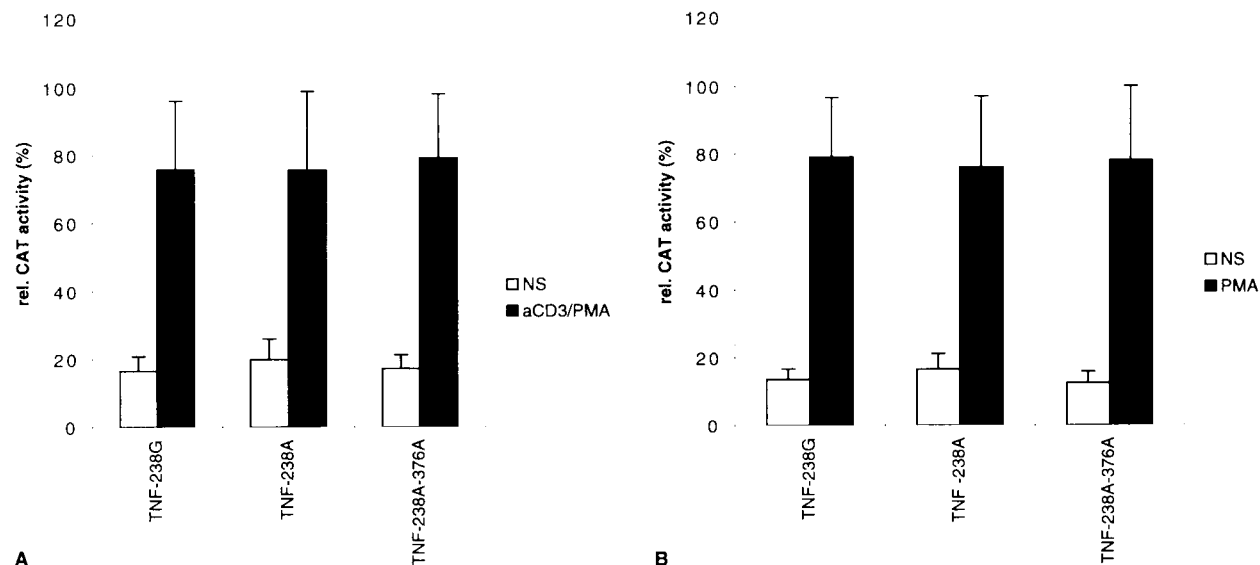 120
100
80
60
40
20
0
rel. CAT activity (%)
TNF-238G
TNF-238A
TNF-238A-376A
NS
aCD3/PMA
A
120
100
80
60
40
20
0
rel. CAT activity (%)
TNF-238G
TNF -238A
TNF-238A-376A
NS
PMA
B